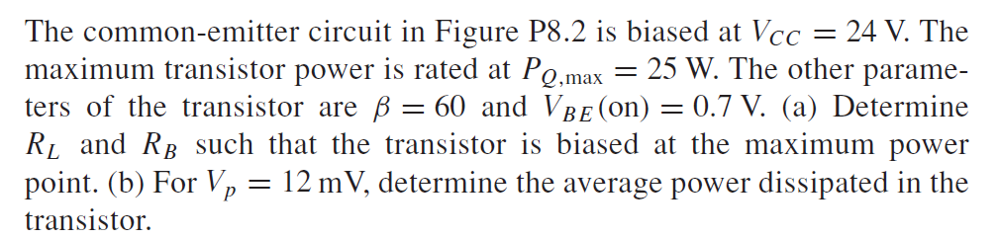 The common-emitter circuit in Figure P8.2 is biased at V_CC = 24 V. The
maximum transistor power is rated at P_Q,max = 25 W. The other parame-
ters of the transistor are β = 60 and V_BE(on) = 0.7 V. (a) Determine
R_L and R_B such that the transistor is biased at the maximum power
point. (b) For V_p = 12 mV, determine the average power dissipated in the
transistor.